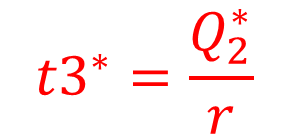 t3* = Q₂* / r